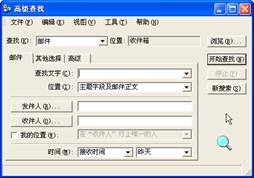 高级查找
文件(F) 编辑(E) 视图(V) 工具(T) 帮助(H)
查找(K): 邮件 位置: 收件箱 浏览(B)...
邮件 其他选择 高级 开始查找(N)
查找文字(C): 停止(P)
位置(I): 主题字段及邮件正文 新搜索(S)
发件人(R)...
收件人(O)...
我的位置(Y): 在“收件人”行上唯一的人
时间(M): 接收时间 昨天